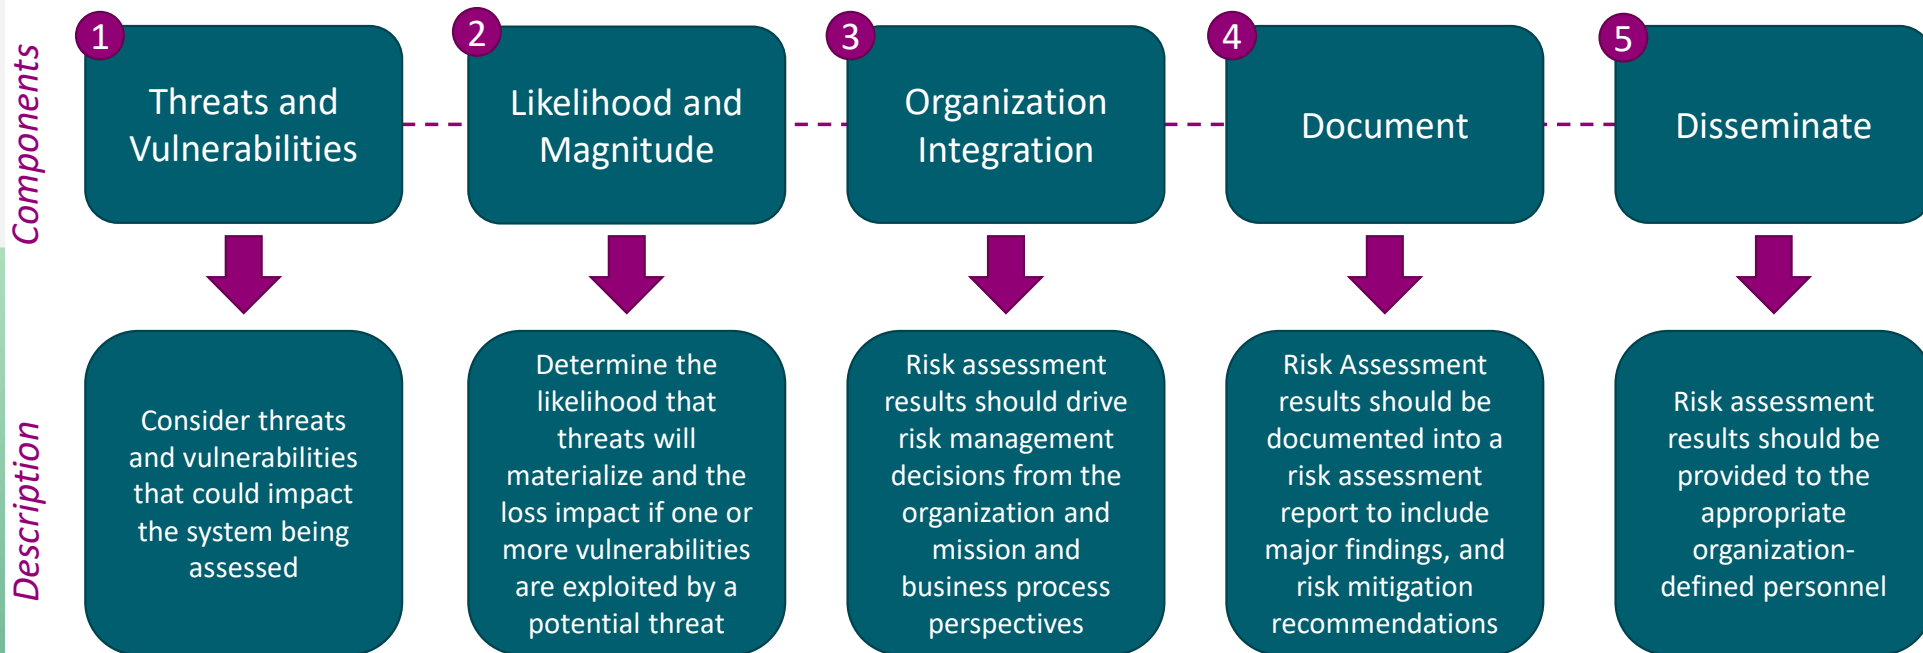 Components
1
Threats and
Vulnerabilities
2
Likelihood and
Magnitude
3
Organization
Integration
4
Document
5
Disseminate
Description
Consider threats
and vulnerabilities
that could impact
the system being
assessed
Determine the
likelihood that
threats will
materialize and the
loss impact if one or
more vulnerabilities
are exploited by a
potential threat
Risk assessment
results should drive
risk management
decisions from the
organization and
mission and
business process
perspectives
Risk Assessment
results should be
documented into a
risk assessment
report to include
major findings, and
risk mitigation
recommendations
Risk assessment
results should be
provided to the
appropriate
organization-
defined personnel